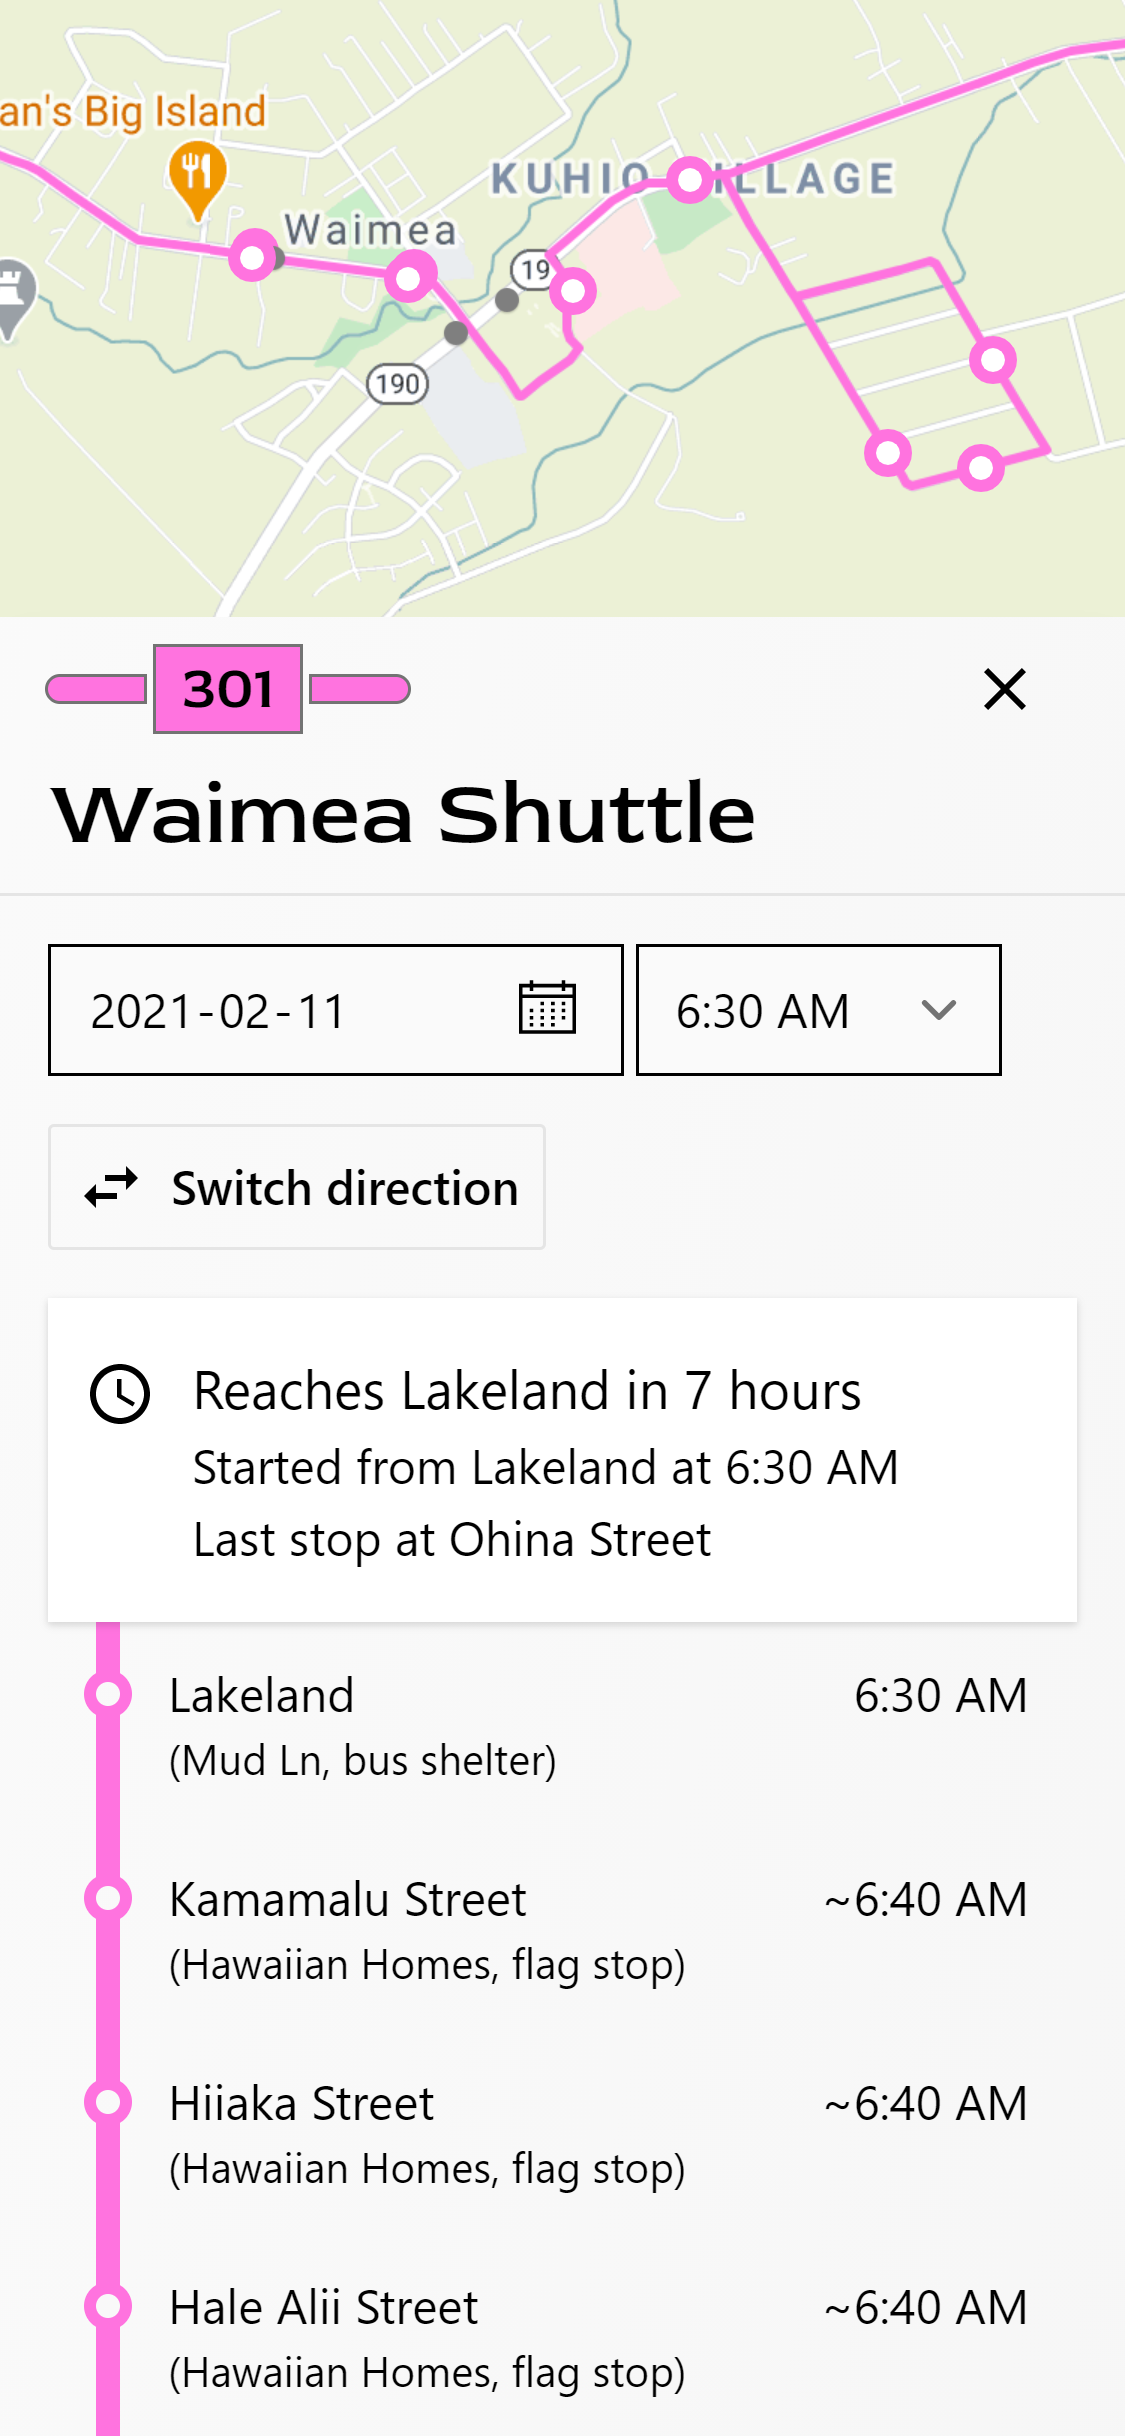 an's Big Island
KUHIO
ILLAGE
Waimea
19
190
301
Waimea Shuttle
2021-02-11
6:30 AM
Switch direction
Reaches Lakeland in 7 hours
Started from Lakeland at 6:30 AM
Last stop at Ohina Street
Lakeland 6:30 AM
(Mud Ln, bus shelter)
Kamamalu Street ~6:40 AM
(Hawaiian Homes, flag stop)
Hiiaka Street ~6:40 AM
(Hawaiian Homes, flag stop)
Hale Alii Street ~6:40 AM
(Hawaiian Homes, flag stop)